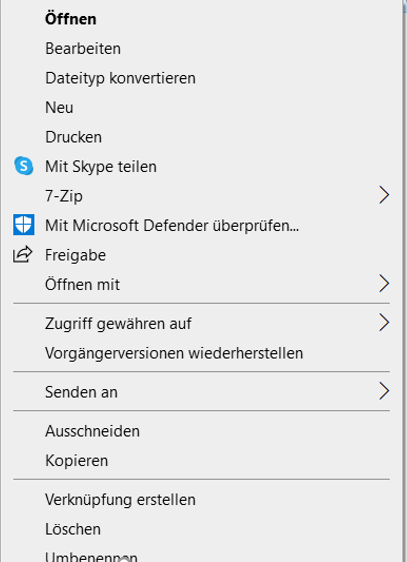 Öffnen
Bearbeiten
Dateityp konvertieren
Neu
Drucken
Mit Skype teilen
7-Zip
Mit Microsoft Defender überprüfen...
Freigabe
Öffnen mit
Zugriff gewähren auf
Vorgängerversionen wiederherstellen
Senden an
Ausschneiden
Kopieren
Verknüpfung erstellen
Löschen
Umbenennen